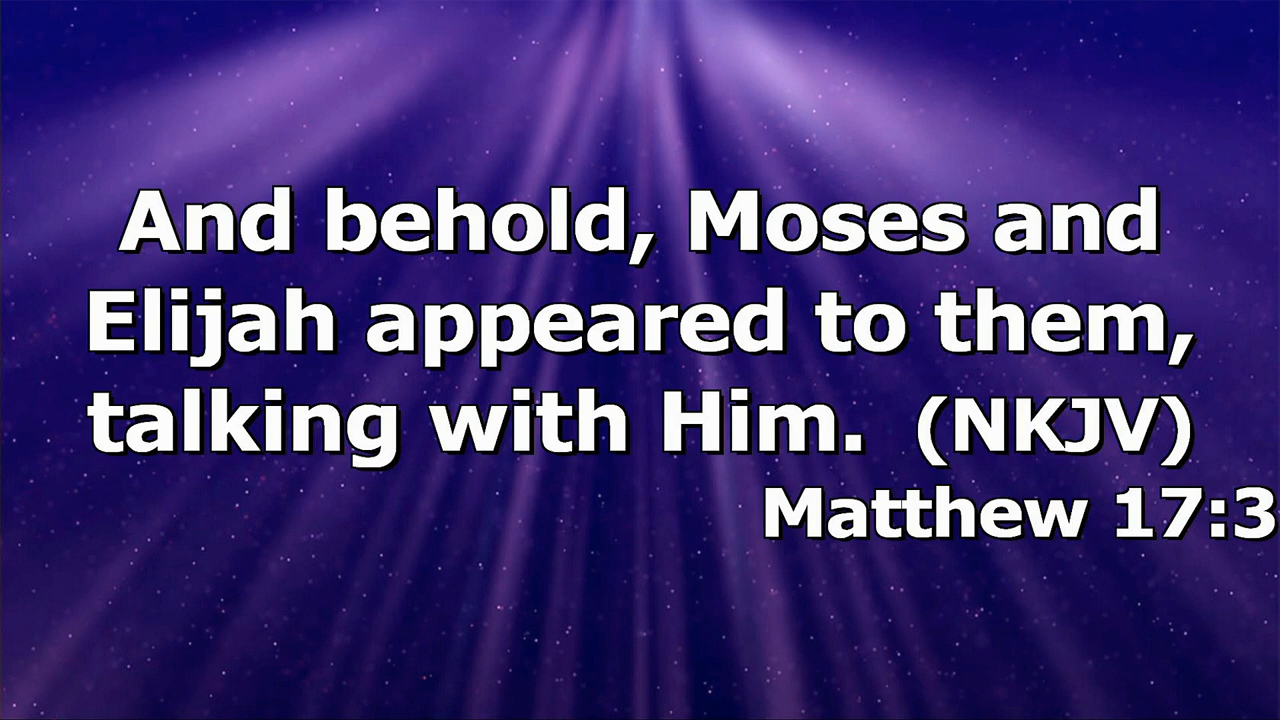 And behold, Moses and
Elijah appeared to them,
talking with Him.  (NKJV)
Matthew 17:3